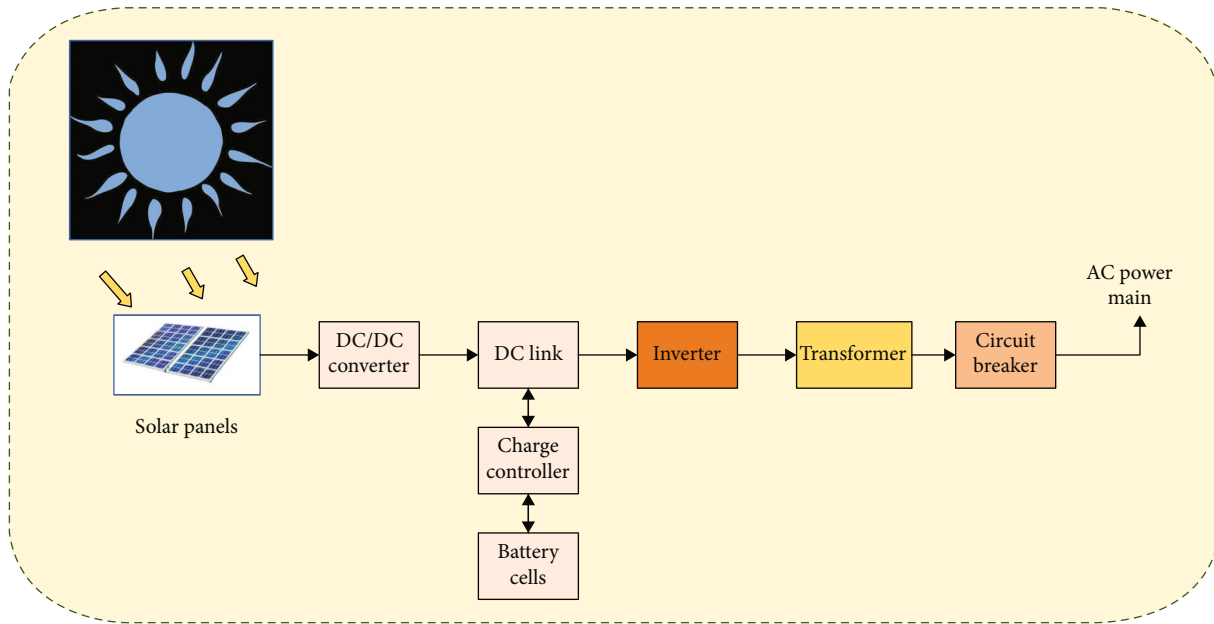 AC power
main
DC/DC
converter
DC link
Inverter
Transformer
Circuit
breaker
Solar panels
Charge
controller
Battery
cells